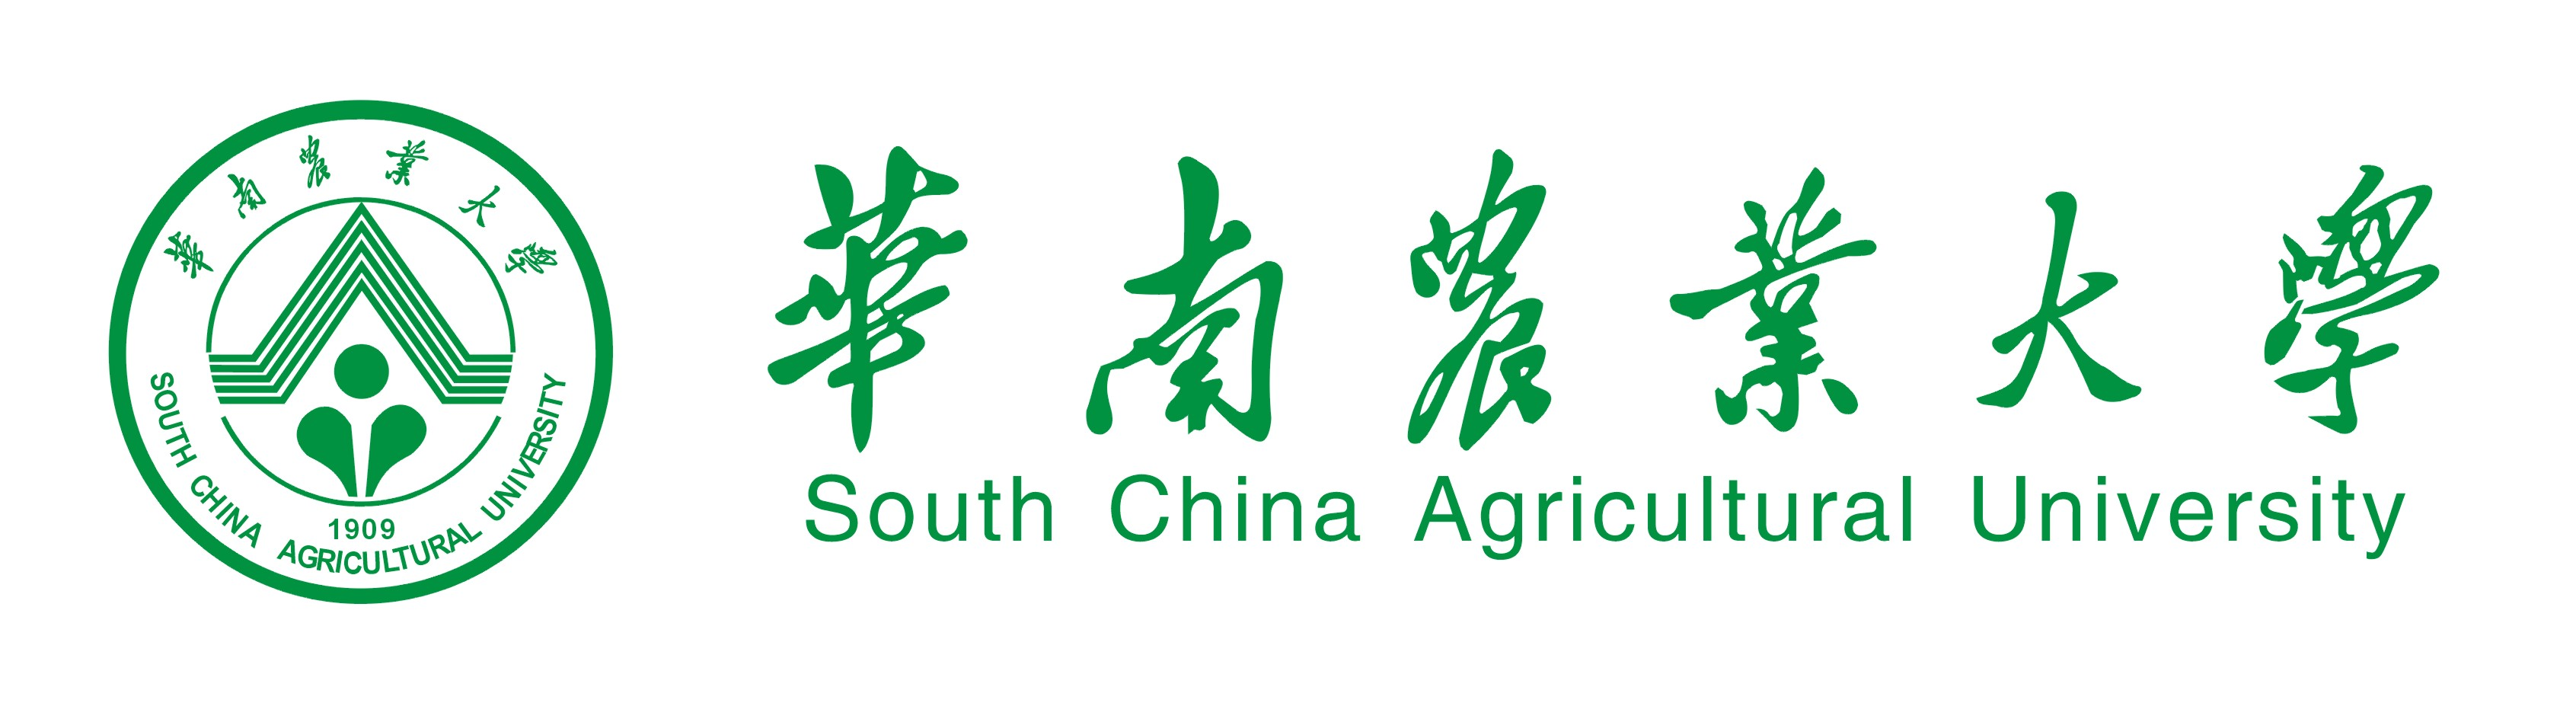 華南農業大學
SOUTH CHINA AGRICULTURAL UNIVERSITY
1909
華南農業大學
South China Agricultural University